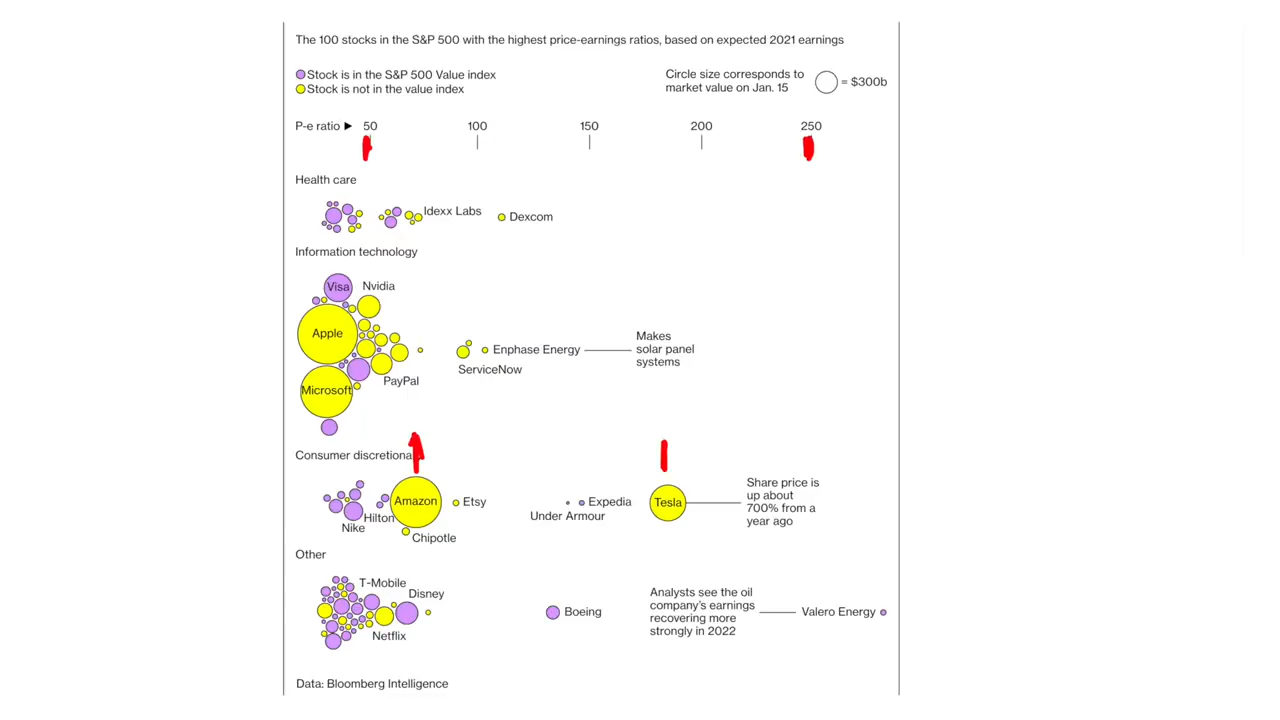 The 100 stocks in the S&P 500 with the highest price-earnings ratios, based on expected 2021 earnings
Stock is in the S&P 500 Value index
Stock is not in the value index
Circle size corresponds to
market value on Jan. 15
= $300b
P-e ratio ▶ 50 100 150 200 250
Health care
Idexx Labs
Dexcom
Information technology
Visa
Nvidia
Apple
Enphase Energy
Makes
solar panel
systems
ServiceNow
PayPal
Microsoft
Consumer discretiona
Amazon
Etsy
Under Armour
Expedia
Tesla
Share price is
up about
700% from a
year ago
Hilton
Nike
Chipotle
Other
T-Mobile
Disney
Netflix
Boeing
Analysts see the oil
company's earnings
recovering more
strongly in 2022
Valero Energy
Data: Bloomberg Intelligence